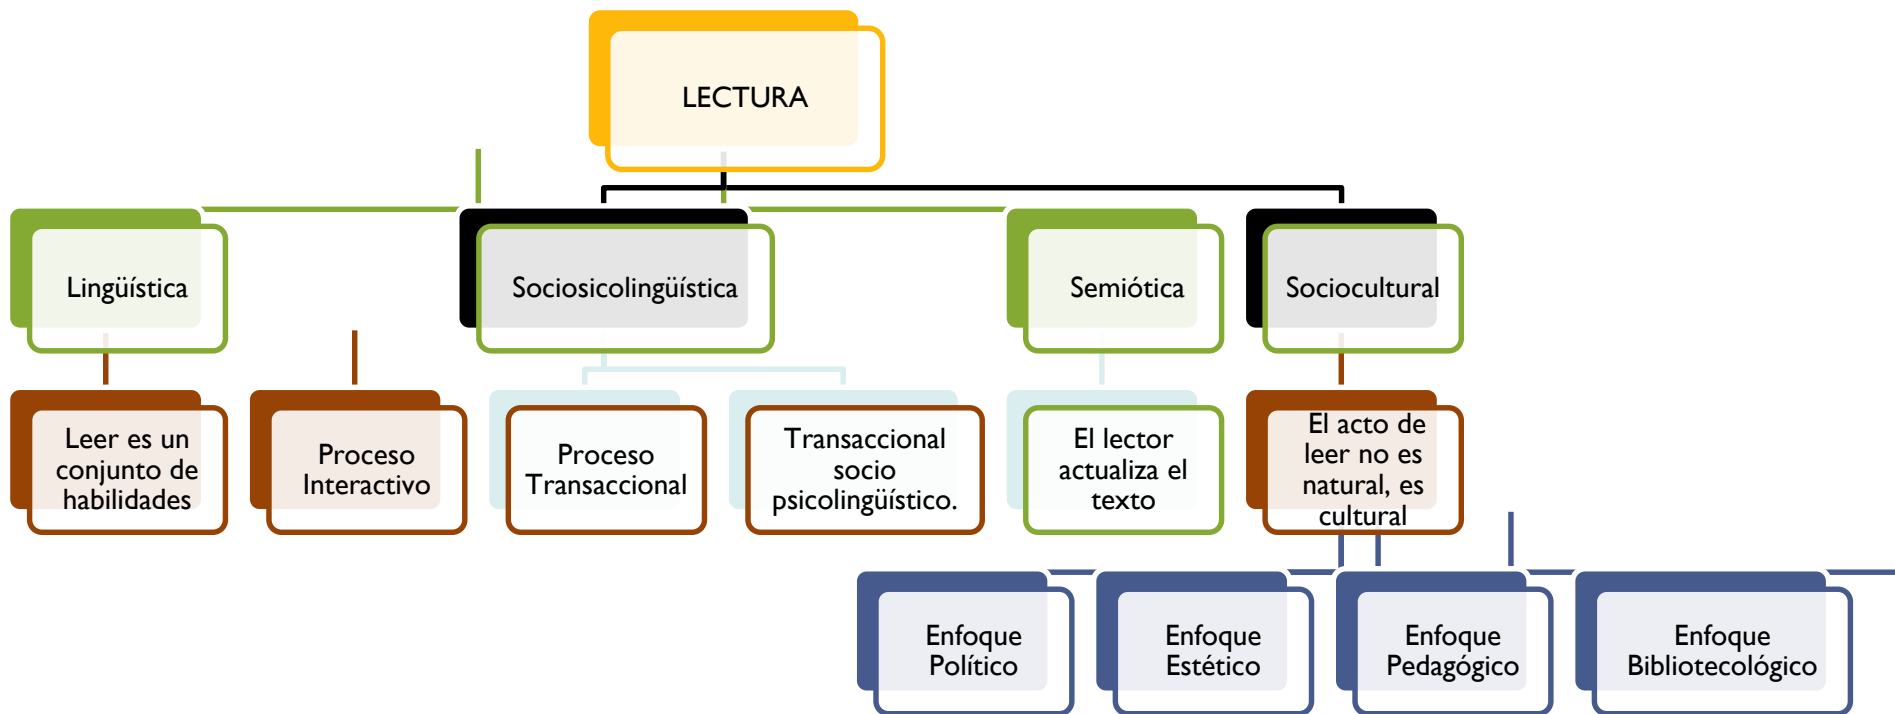 LECTURA
Lingüística
Sociosicolingüística
Semiótica
Sociocultural
Leer es un
conjunto de
habilidades
Proceso
Interactivo
Proceso
Transaccional
Transaccional
socio
psicolingüístico.
El lector
actualiza el
texto
El acto de
leer no es
natural, es
cultural
Enfoque
Político
Enfoque
Estético
Enfoque
Pedagógico
Enfoque
Bibliotecológico